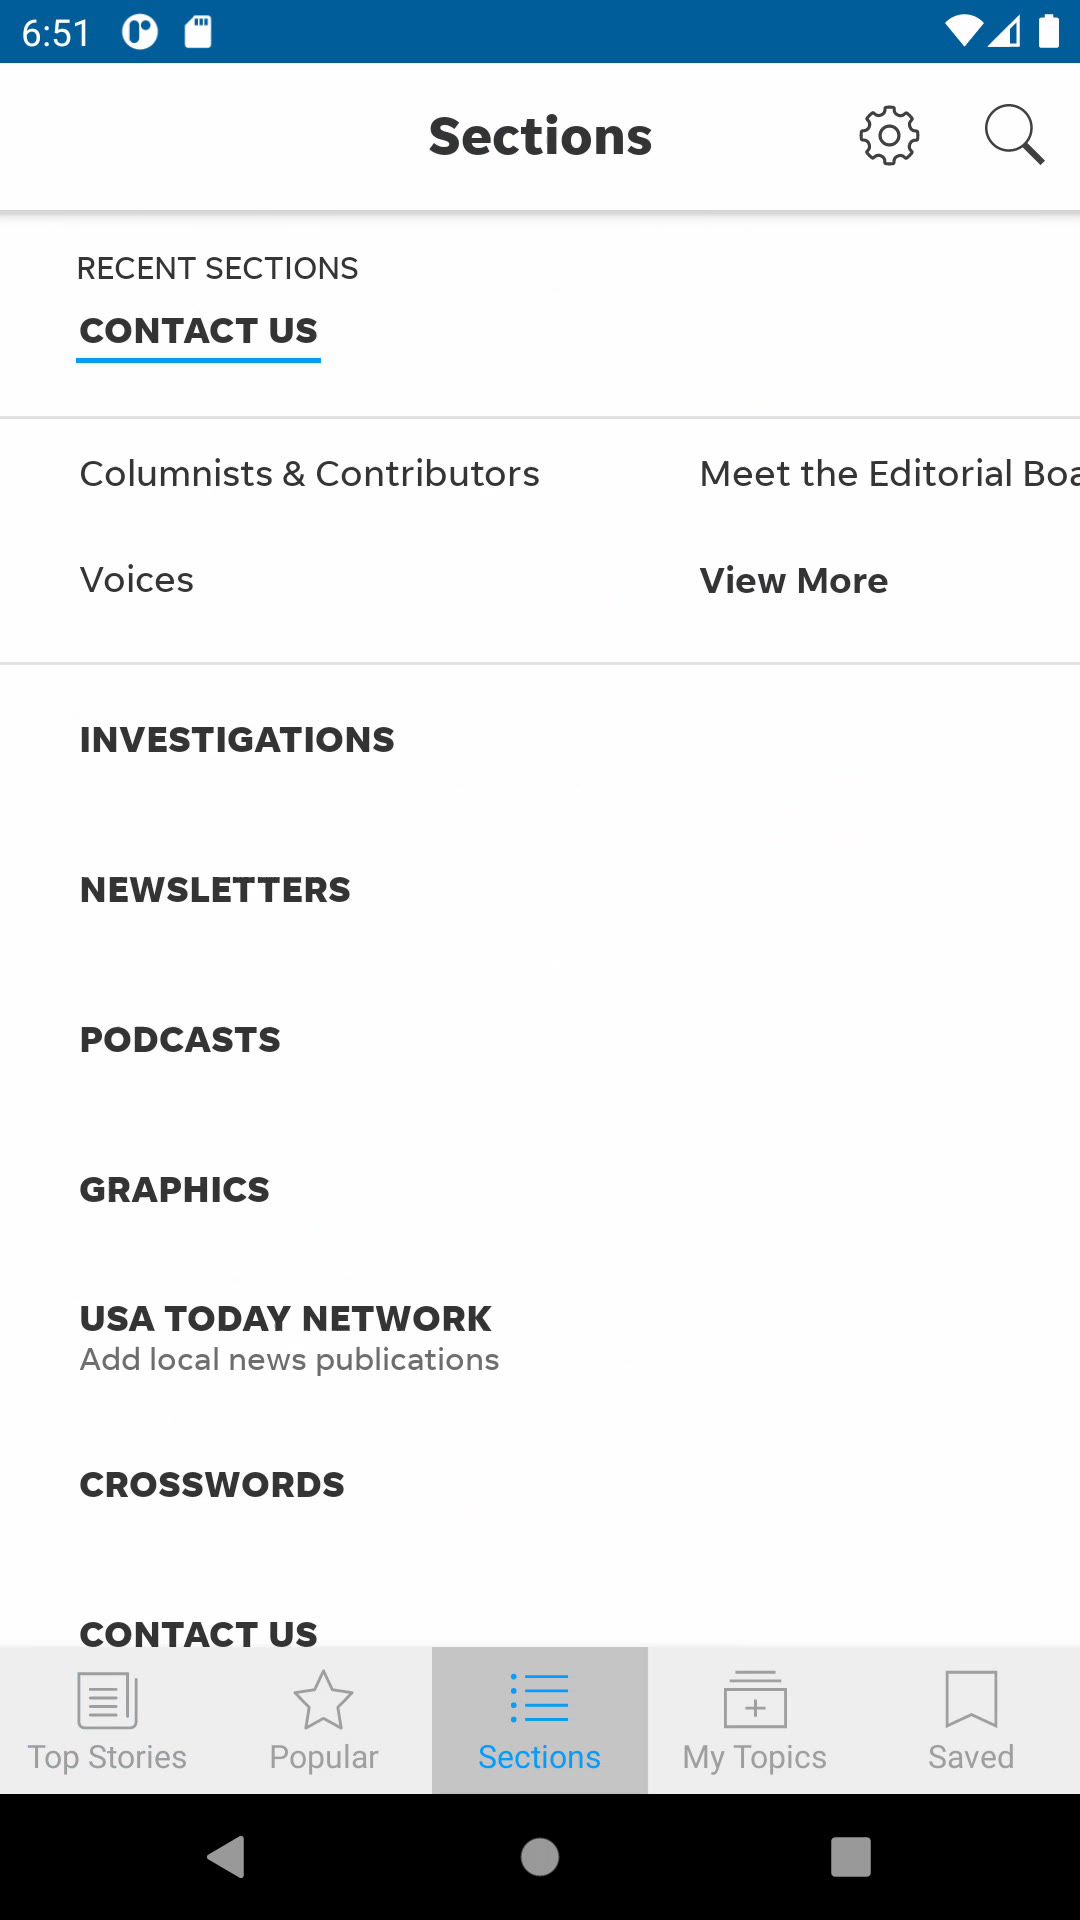 6:51
Sections
RECENT SECTIONS
CONTACT US
Columnists & Contributors
Meet the Editorial Boa
Voices
View More
INVESTIGATIONS
NEWSLETTERS
PODCASTS
GRAPHICS
USA TODAY NETWORK
Add local news publications
CROSSWORDS
CONTACT US
Top Stories
Popular
Sections
My Topics
Saved